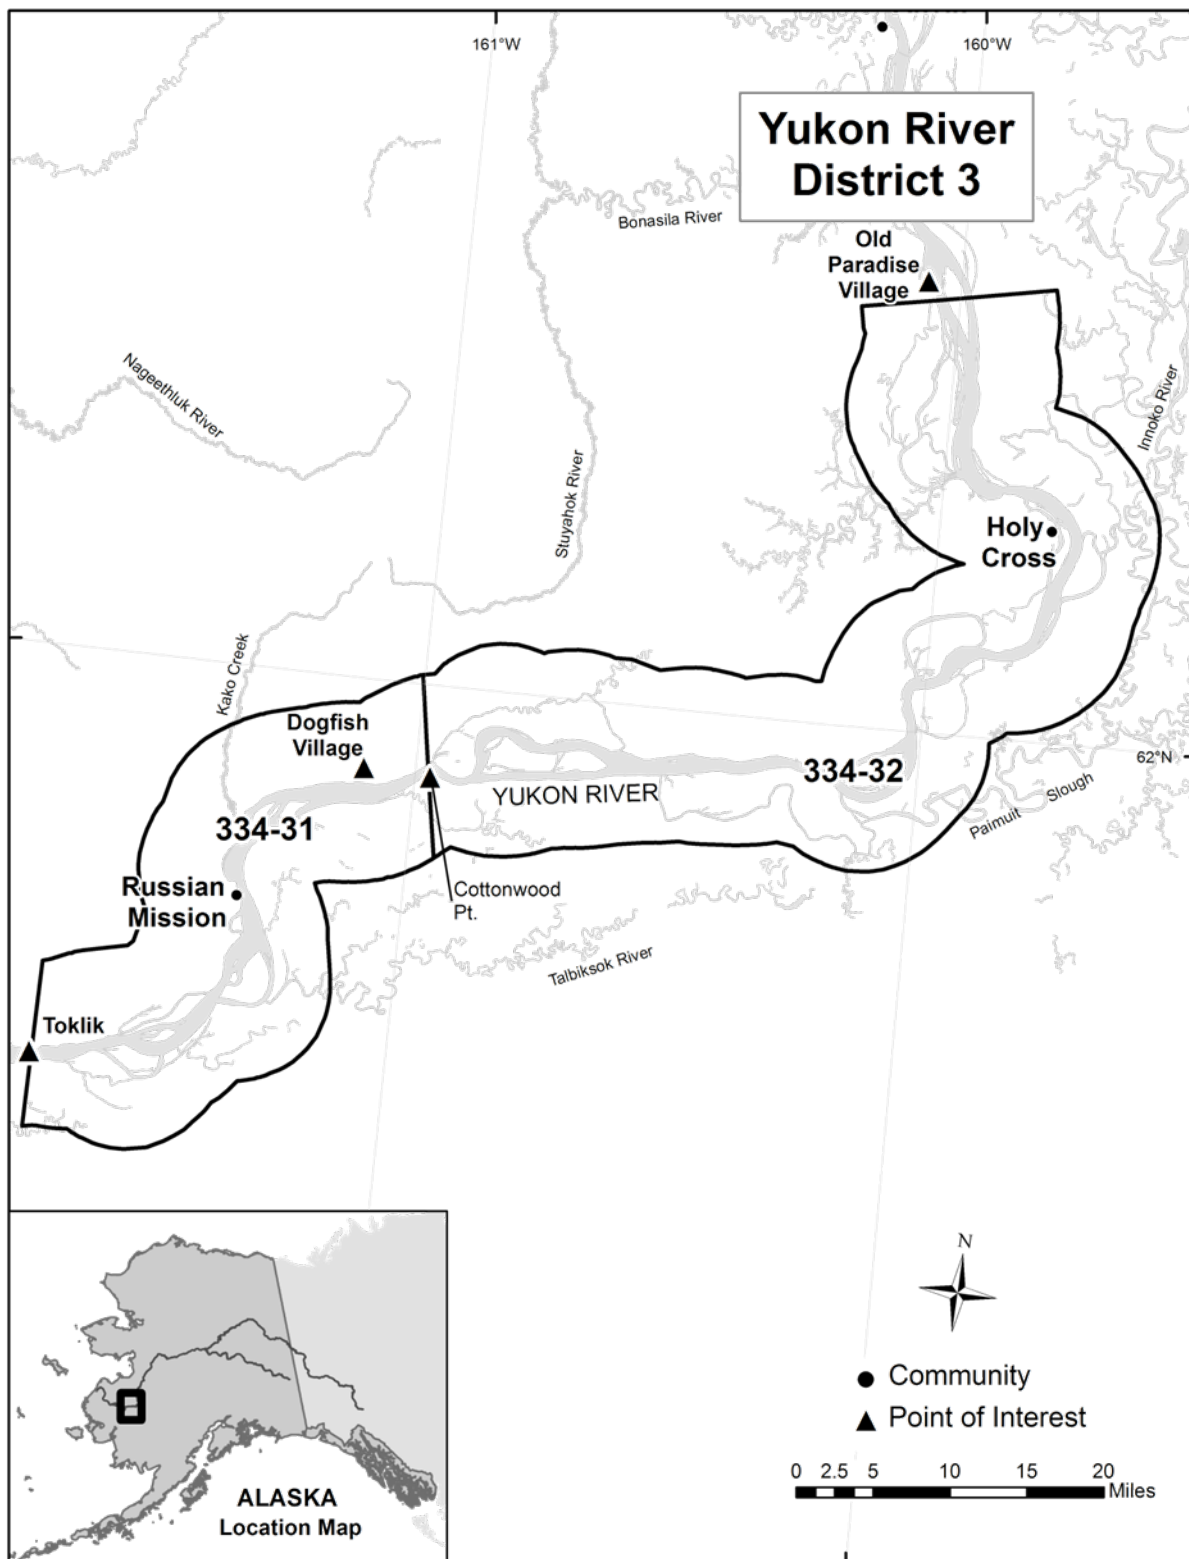 161°W
160°W
Yukon River
District 3
Bonasila River
Old
Paradise
Village
Nageethluk River
Innoko River
Stuyahok River
Holy
Cross
Kako Creek
Dogfish
Village
62°N
334-32
YUKON RIVER
Paimuit Slough
334-31
Russian
Mission
Cottonwood
Pt.
Talbiksok River
Toklik
N
Community
Point of Interest
0 2.5 5 10 15 20
Miles
ALASKA
Location Map